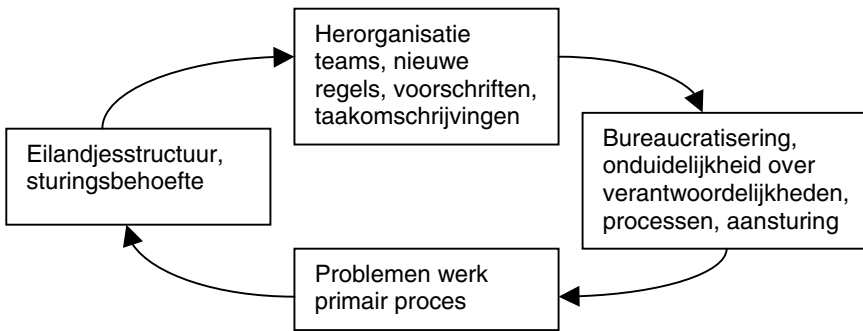 Herorganisatie
teams, nieuwe
regels, voorschriften,
taakomschrijvingen
Eilandjesstructuur,
sturingsbehoefte
Bureaucratisering,
onduidelijkheid over
verantwoordelijkheden,
processen, aansturing
Problemen werk
primair proces